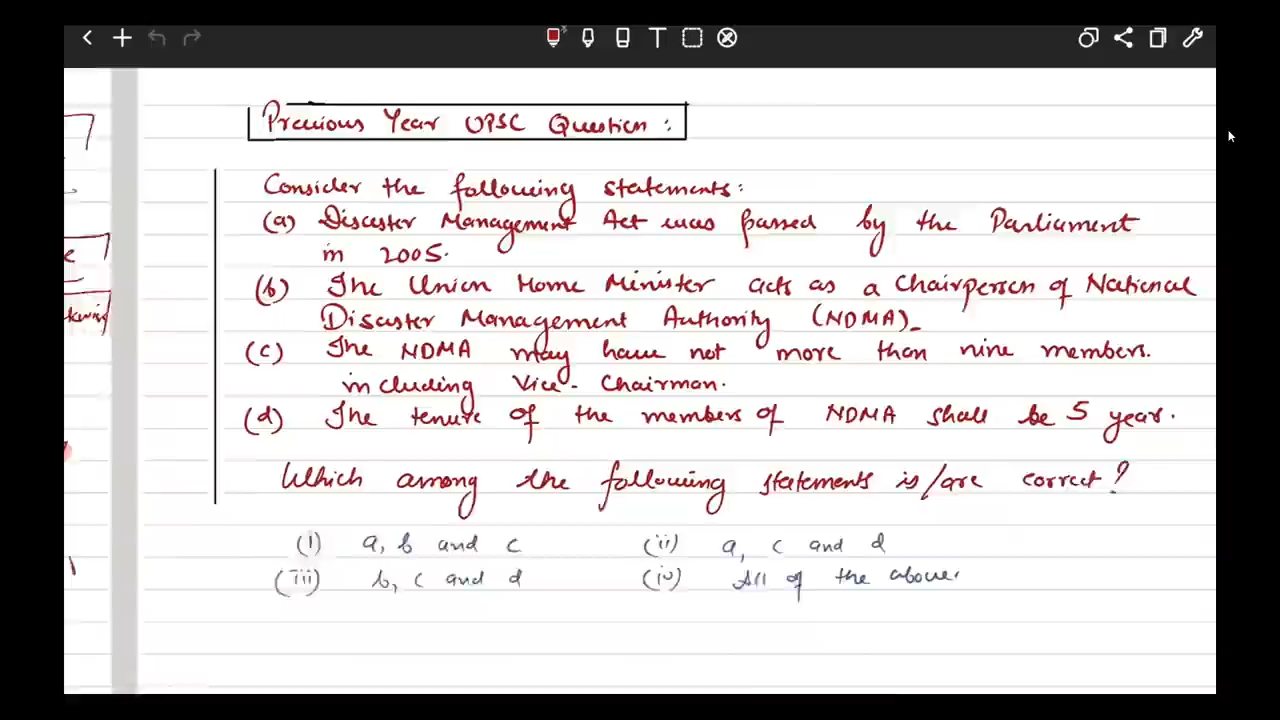 Previous Year UPSC Question :
Consider the following statements:
(a) Disaster Management Act was passed by the Parliament
in 2005.
(b) The Union Home Minister acts as a Chairperson of National
Disaster Management Authority (NDMA).
(c) The NDMA may have not more than nine members.
including Vice-Chairman.
(d) The tenure of the members of NDMA shall be 5 year.
Which among the following statements is/are correct?
(i) a, b and c (ii) a, c and d
(iii) b, c and d (iv) All of the above.